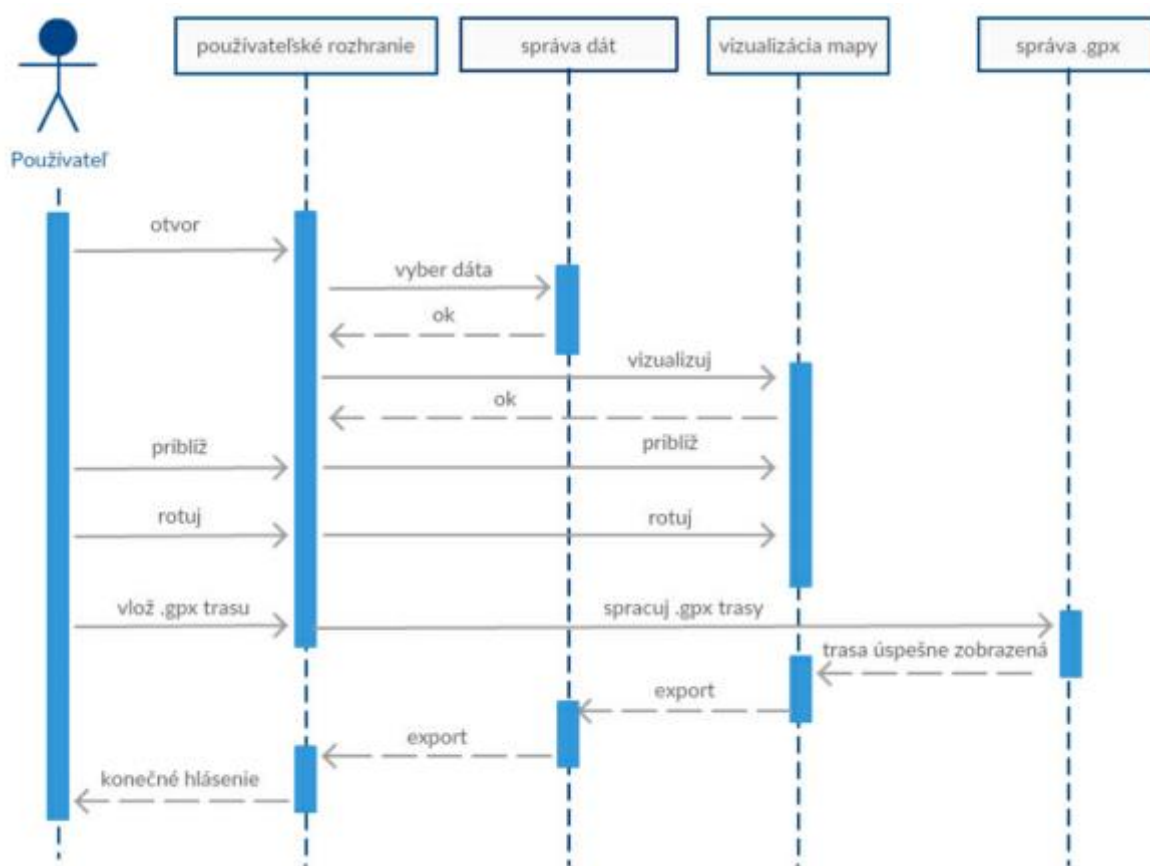 používateľské rozhranie
správa dát
vizualizácia mapy
správa .gpx
Používateľ
otvor
vyber dáta
ok
vizualizuj
ok
priblíž
priblíž
rotuj
rotuj
vlož .gpx trasu
spracuj .gpx trasy
trasa úspešne zobrazená
export
export
konečné hlásenie